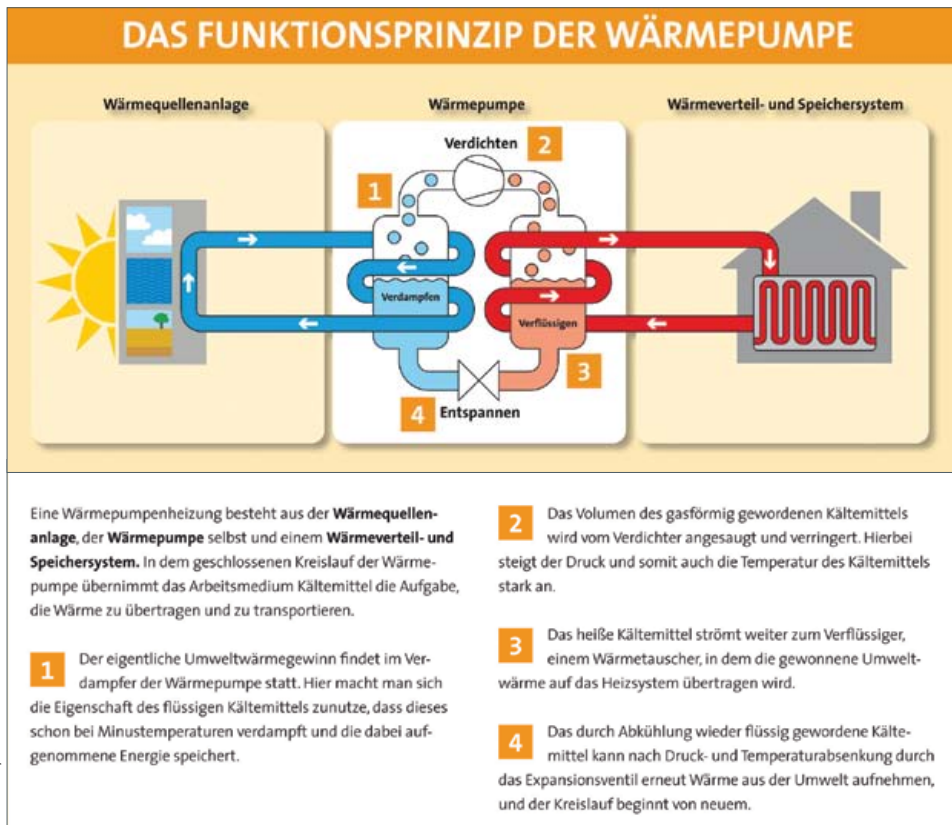 DAS FUNKTIONSPRINZIP DER WÄRMEPUMPE
Wärmequellenanlage
Wärmepumpe
Wärmeverteil- und Speichersystem
Verdichten
2
1
Verdampfen
Verflüssigen
3
4
Entspannen
Eine Wärmepumpenheizung besteht aus der Wärmequellen-
anlage, der Wärmepumpe selbst und einem Wärmeverteil- und
Speichersystem. In dem geschlossenen Kreislauf der Wärme-
pumpe übernimmt das Arbeitsmedium Kältemittel die Aufgabe,
die Wärme zu übertragen und zu transportieren.
1 Der eigentliche Umweltwärmegewinn findet im Ver-
dampfer der Wärmepumpe statt. Hier macht man sich
die Eigenschaft des flüssigen Kältemittels zunutze, dass dieses
schon bei Minustemperaturen verdampft und die dabei auf-
genommene Energie speichert.
2 Das Volumen des gasförmig gewordenen Kältemittels
wird vom Verdichter angesaugt und verringert. Hierbei
steigt der Druck und somit auch die Temperatur des Kältemittels
stark an.
3 Das heiße Kältemittel strömt weiter zum Verflüssiger,
einem Wärmetauscher, in dem die gewonnene Umwelt-
wärme auf das Heizsystem übertragen wird.
4 Das durch Abkühlung wieder flüssig gewordene Kälte-
mittel kann nach Druck- und Temperaturabsenkung durch
das Expansionsventil erneut Wärme aus der Umwelt aufnehmen,
und der Kreislauf beginnt von neuem.